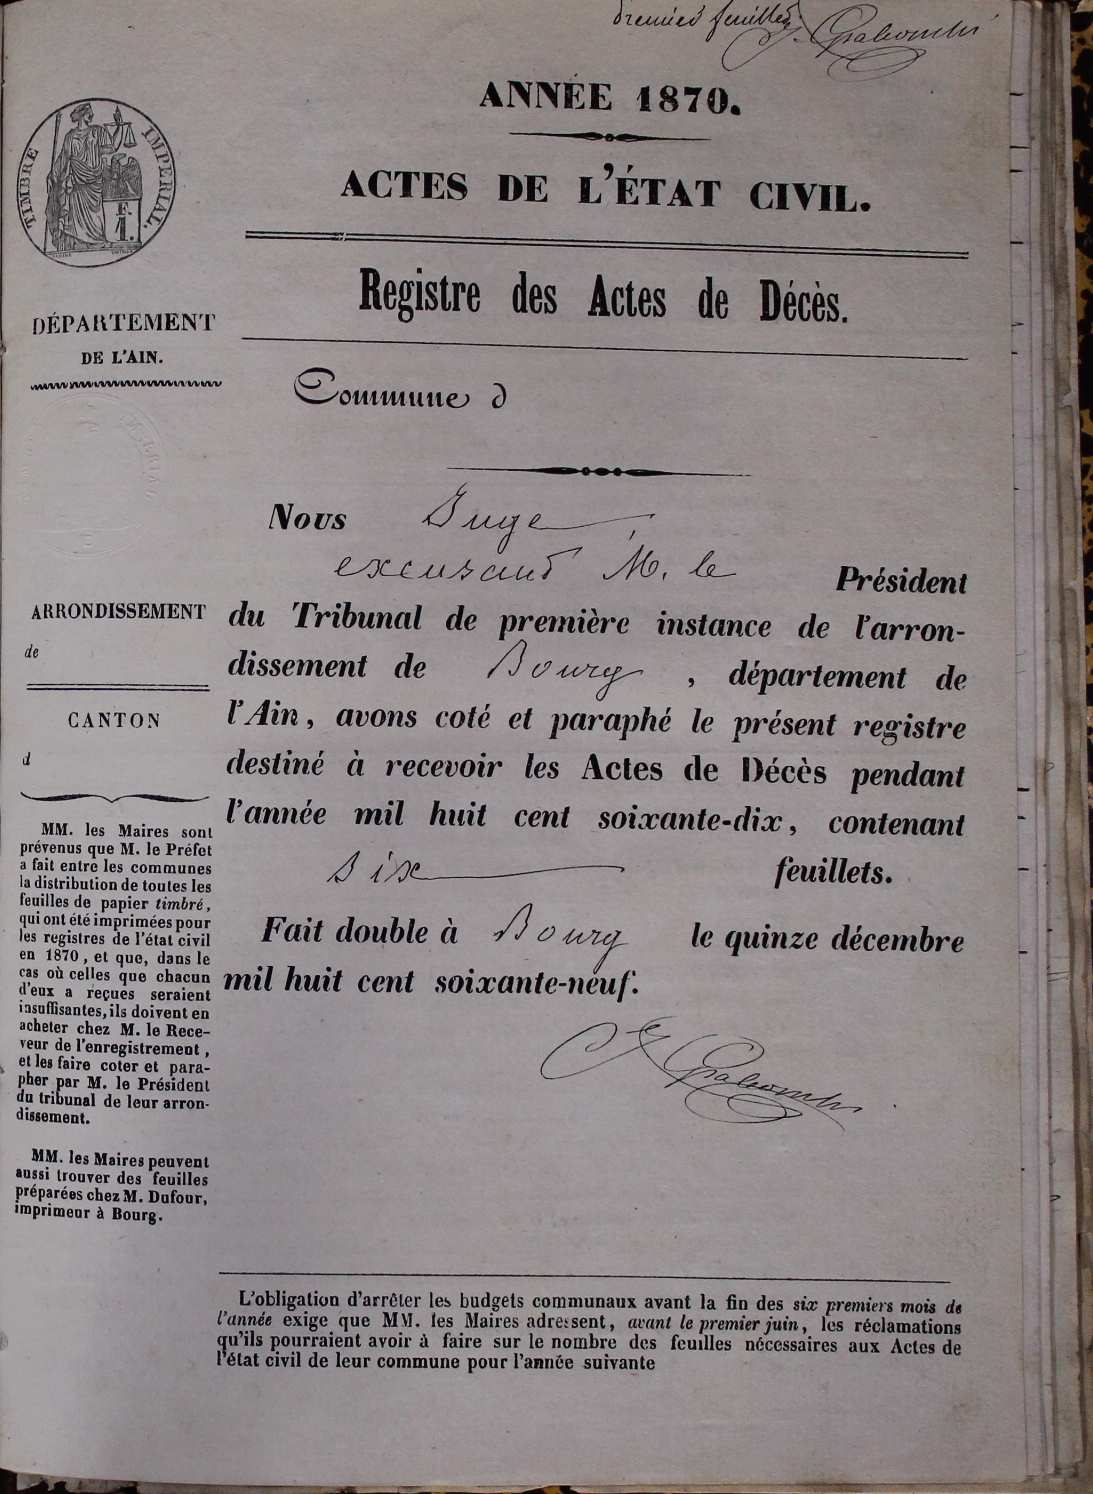 premier feuillet
ANNÉE 1870.
ACTES DE L'ÉTAT CIVIL.
TIMBRE IMPERIAL.
F.
1.
Registre des Actes de Décès.
DÉPARTEMENT
DE L'AIN.
Commune d
Nous Juge
excusant M. le Président
du Tribunal de première instance de l'arron-
dissement de Bourg, département de
l'Ain, avons coté et paraphé le présent registre
destiné à recevoir les Actes de Décès pendant
l'année mil huit cent soixante-dix, contenant
six feuillets.
Fait double à Bourg le quinze décembre
mil huit cent soixante-neuf.
ARRONDISSEMENT
de
CANTON
d
MM. les Maires sont
prévenus que M. le Préfet
a fait entre les communes
la distribution de toutes les
feuilles de papier timbré,
qui ont été imprimées pour
les registres de l'état civil
en 1870, et que, dans le
cas où celles que chacun
d'eux a reçues seraient
insuffisantes, ils doivent en
acheter chez M. le Rece-
veur de l'enregistrement,
et les faire coter et para-
pher par M. le Président
du tribunal de leur arron-
dissement.
MM. les Maires peuvent
aussi trouver des feuilles
préparées chez M. Dufour,
imprimeur à Bourg.
L'obligation d'arrêter les budgets communaux avant la fin des six premiers mois de
l'année exige que MM. les Maires adressent, avant le premier juin, les réclamations
qu'ils pourraient avoir à faire sur le nombre des feuilles nécessaires aux Actes de
l'état civil de leur commune pour l'année suivante